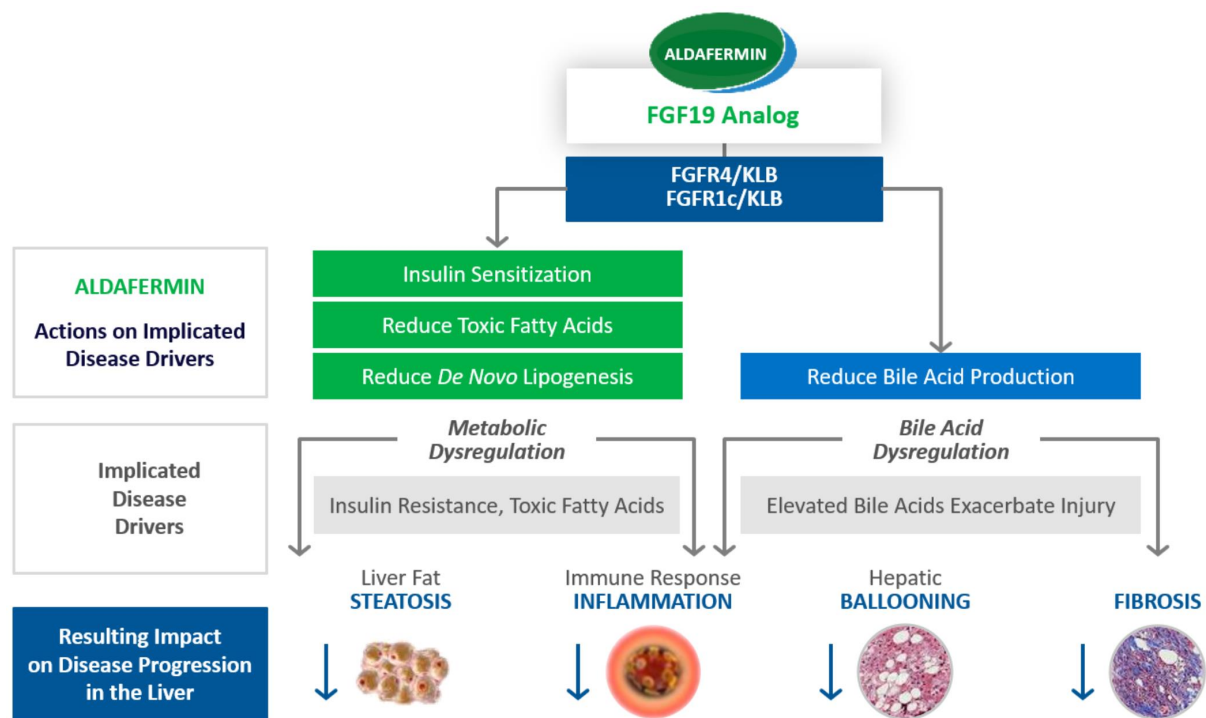 ALDAFERMIN
FGF19 Analog
FGFR4/KLB
FGFR1c/KLB
ALDAFERMIN
Actions on Implicated
Disease Drivers
Insulin Sensitization
Reduce Toxic Fatty Acids
Reduce De Novo Lipogenesis
Reduce Bile Acid Production
Implicated
Disease
Drivers
Metabolic
Dysregulation
Bile Acid
Dysregulation
Insulin Resistance, Toxic Fatty Acids
Elevated Bile Acids Exacerbate Injury
Liver Fat
STEATOSIS
Immune Response
INFLAMMATION
Hepatic
BALLOONING
FIBROSIS
Resulting Impact
on Disease Progression
in the Liver